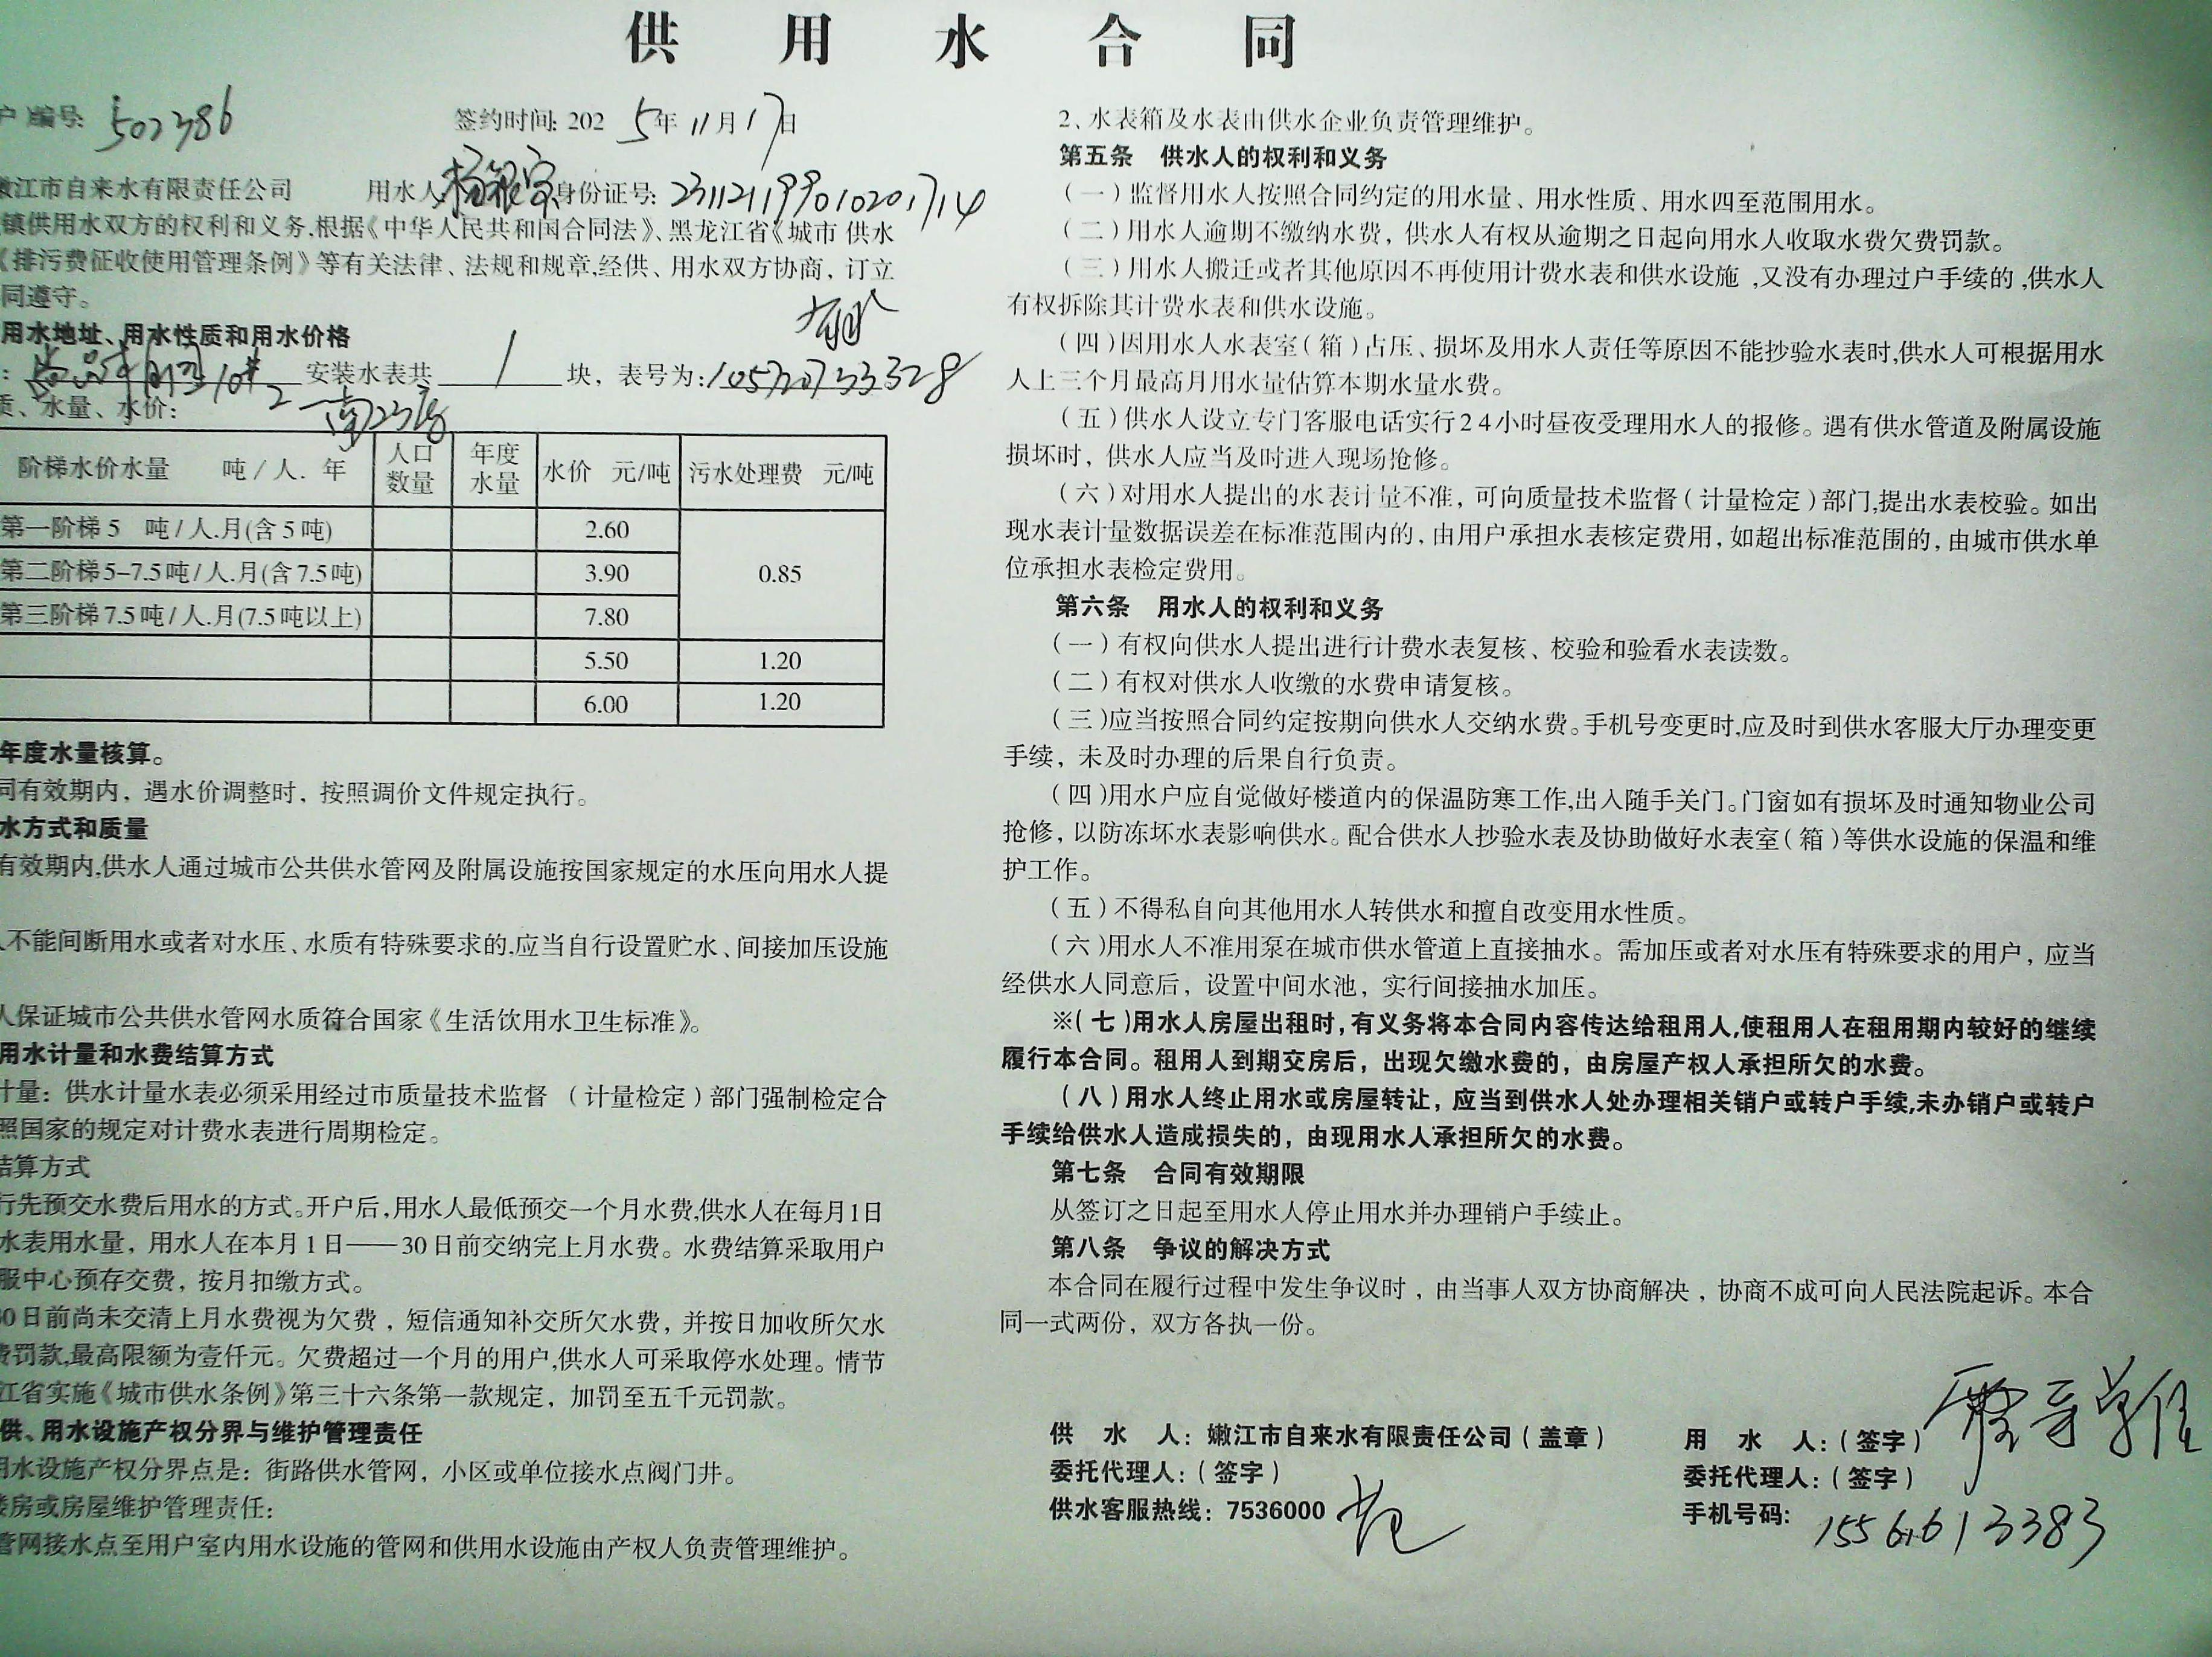 供用水合同
户)编号: 502386 签约时间: 2025年11月17日
嫩江市自来水有限责任公司 用水人 身份证号: 231121199010201714
镇供用水双方的权利和义务,根据《中华人民共和国合同法》、黑龙江省《城市供水
《排污费征收使用管理条例》等有关法律、法规和规章,经供、用水双方协商，订立
同遵守。
用水地址、用水性质和用水价格
: 10# 安装水表共 1 块，表号为:
2
质、水量、水价:
阶梯水价水量 吨/人. 年 人口数量 年度水量 水价 元/吨 污水处理费 元/吨
第一阶梯 5 吨/人.月(含 5 吨) 2.60 0.85
第二阶梯 5-7.5 吨/人.月(含 7.5 吨) 3.90
第三阶梯 7.5 吨/人.月(7.5 吨以上) 7.80
5.50 1.20
6.00 1.20
年度水量核算。
同有效期内，遇水价调整时，按照调价文件规定执行。
水方式和质量
有效期内,供水人通过城市公共供水管网及附属设施按国家规定的水压向用水人提
人不能间断用水或者对水压、水质有特殊要求的,应当自行设置贮水、间接加压设施
人保证城市公共供水管网水质符合国家《生活饮用水卫生标准》。
用水计量和水费结算方式
计量：供水计量水表必须采用经过市质量技术监督 (计量检定)部门强制检定合
照国家的规定对计费水表进行周期检定。
结算方式
行先预交水费后用水的方式。开户后,用水人最低预交一个月水费,供水人在每月1日
水表用水量，用水人在本月1日——30日前交纳完上月水费。水费结算采取用户
服中心预存交费，按月扣缴方式。
30日前尚未交清上月水费视为欠费，短信通知补交所欠水费，并按日加收所欠水
费罚款,最高限额为壹仟元。欠费超过一个月的用户,供水人可采取停水处理。情节
江省实施《城市供水条例》第三十六条第一款规定，加罚至五千元罚款。
供、用水设施产权分界与维护管理责任
用水设施产权分界点是：街路供水管网，小区或单位接水点阀门井。
楼房或房屋维护管理责任:
管网接水点至用户室内用水设施的管网和供用水设施由产权人负责管理维护。
2、水表箱及水表由供水企业负责管理维护。
第五条 供水人的权利和义务
(一)监督用水人按照合同约定的用水量、用水性质、用水四至范围用水。
(二)用水人逾期不缴纳水费，供水人有权从逾期之日起向用水人收取水费欠费罚款。
(三)用水人搬迁或者其他原因不再使用计费水表和供水设施,又没有办理过户手续的,供水人
有权拆除其计费水表和供水设施。
(四)因用水人水表室(箱)占压、损坏及用水人责任等原因不能抄验水表时,供水人可根据用水
人上三个月最高月用水量估算本期水量水费。
(五)供水人设立专门客服电话实行24小时昼夜受理用水人的报修。遇有供水管道及附属设施
损坏时，供水人应当及时进入现场抢修。
(六)对用水人提出的水表计量不准，可向质量技术监督(计量检定)部门,提出水表校验。如出
现水表计量数据误差在标准范围内的，由用户承担水表核定费用，如超出标准范围的，由城市供水单
位承担水表检定费用。
第六条 用水人的权利和义务
(一)有权向供水人提出进行计费水表复核、校验和验看水表读数。
(二)有权对供水人收缴的水费申请复核。
(三)应当按照合同约定按期向供水人交纳水费。手机号变更时,应及时到供水客服大厅办理变更
手续，未及时办理的后果自行负责。
(四)用水户应自觉做好楼道内的保温防寒工作,出入随手关门。门窗如有损坏及时通知物业公司
抢修，以防冻坏水表影响供水。配合供水人抄验水表及协助做好水表室(箱)等供水设施的保温和维
护工作。
(五)不得私自向其他用水人转供水和擅自改变用水性质。
(六)用水人不准用泵在城市供水管道上直接抽水。需加压或者对水压有特殊要求的用户，应当
经供水人同意后，设置中间水池，实行间接抽水加压。
※(七)用水人房屋出租时，有义务将本合同内容传达给租用人,使租用人在租用期内较好的继续
履行本合同。租用人到期交房后，出现欠缴水费的，由房屋产权人承担所欠的水费。
(八)用水人终止用水或房屋转让，应当到供水人处办理相关销户或转户手续,未办销户或转户
手续给供水人造成损失的，由现用水人承担所欠的水费。
第七条 合同有效期限
从签订之日起至用水人停止用水并办理销户手续止。
第八条 争议的解决方式
本合同在履行过程中发生争议时，由当事人双方协商解决，协商不成可向人民法院起诉。本合
同一式两份，双方各执一份。
供水人：嫩江市自来水有限责任公司(盖章) 用水人:(签字)
委托代理人:(签字) 委托代理人:(签字)
供水客服热线：7536000 手机号码: 15561613383